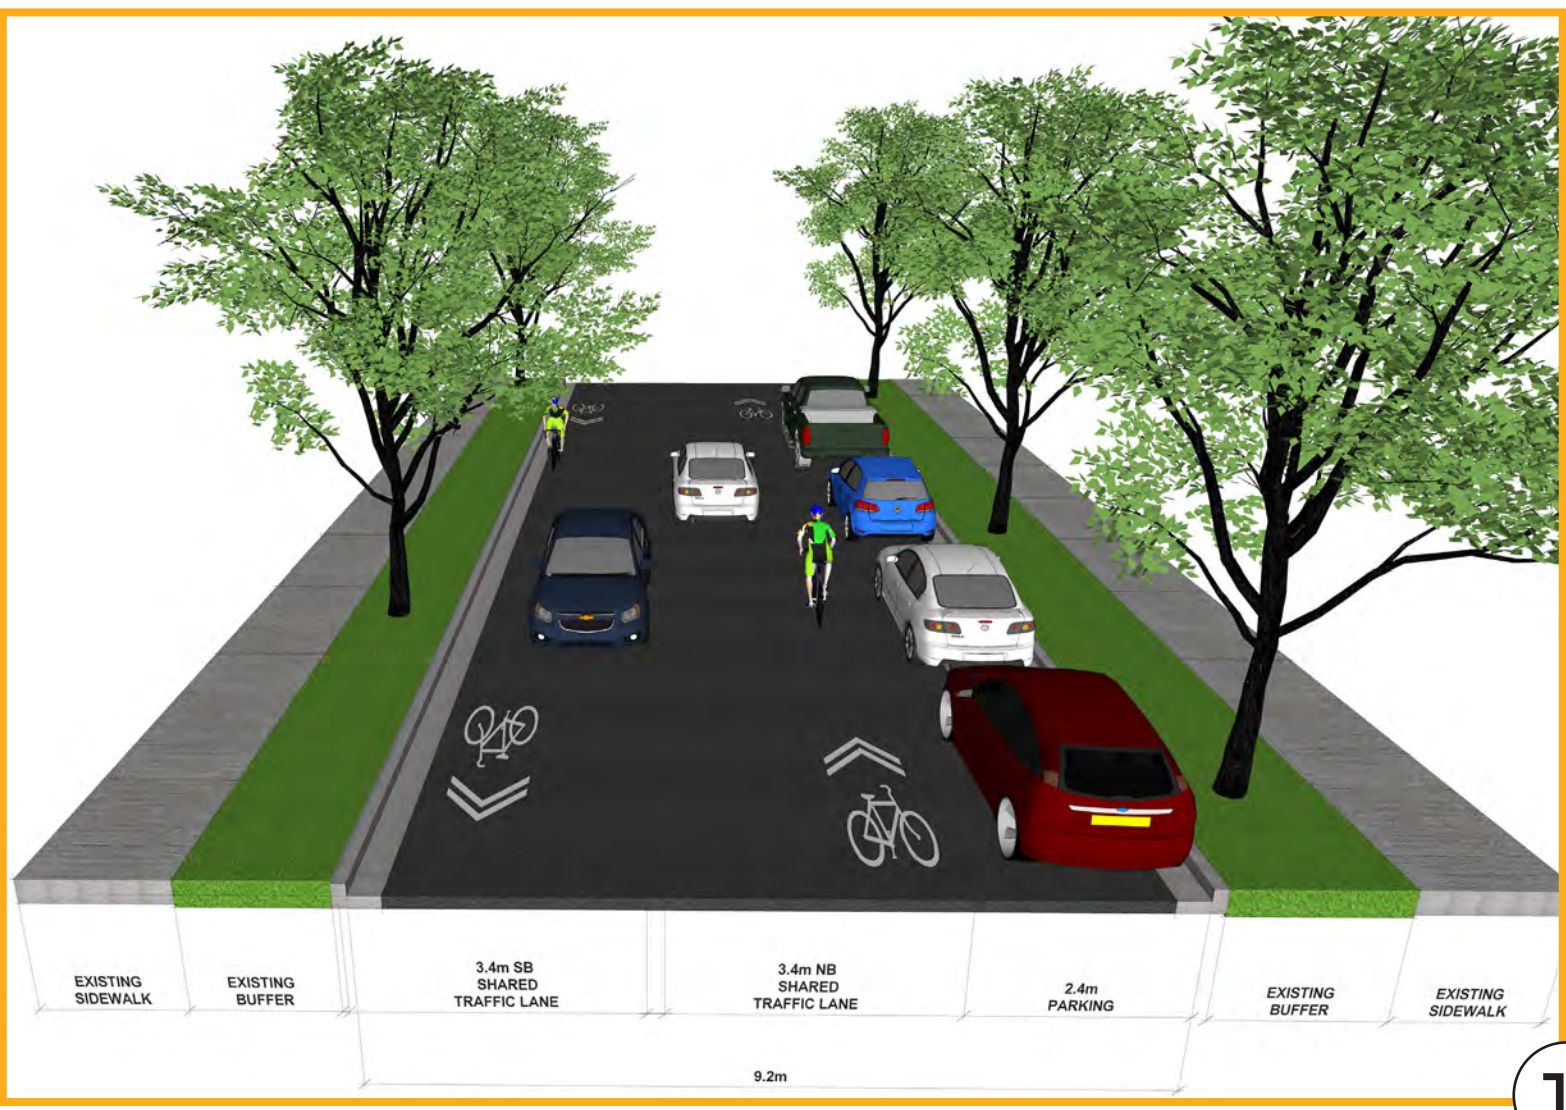 EXISTING
SIDEWALK
EXISTING
BUFFER
3.4m SB
SHARED
TRAFFIC LANE
3.4m NB
SHARED
TRAFFIC LANE
2.4m
PARKING
EXISTING
BUFFER
EXISTING
SIDEWALK
9.2m
1